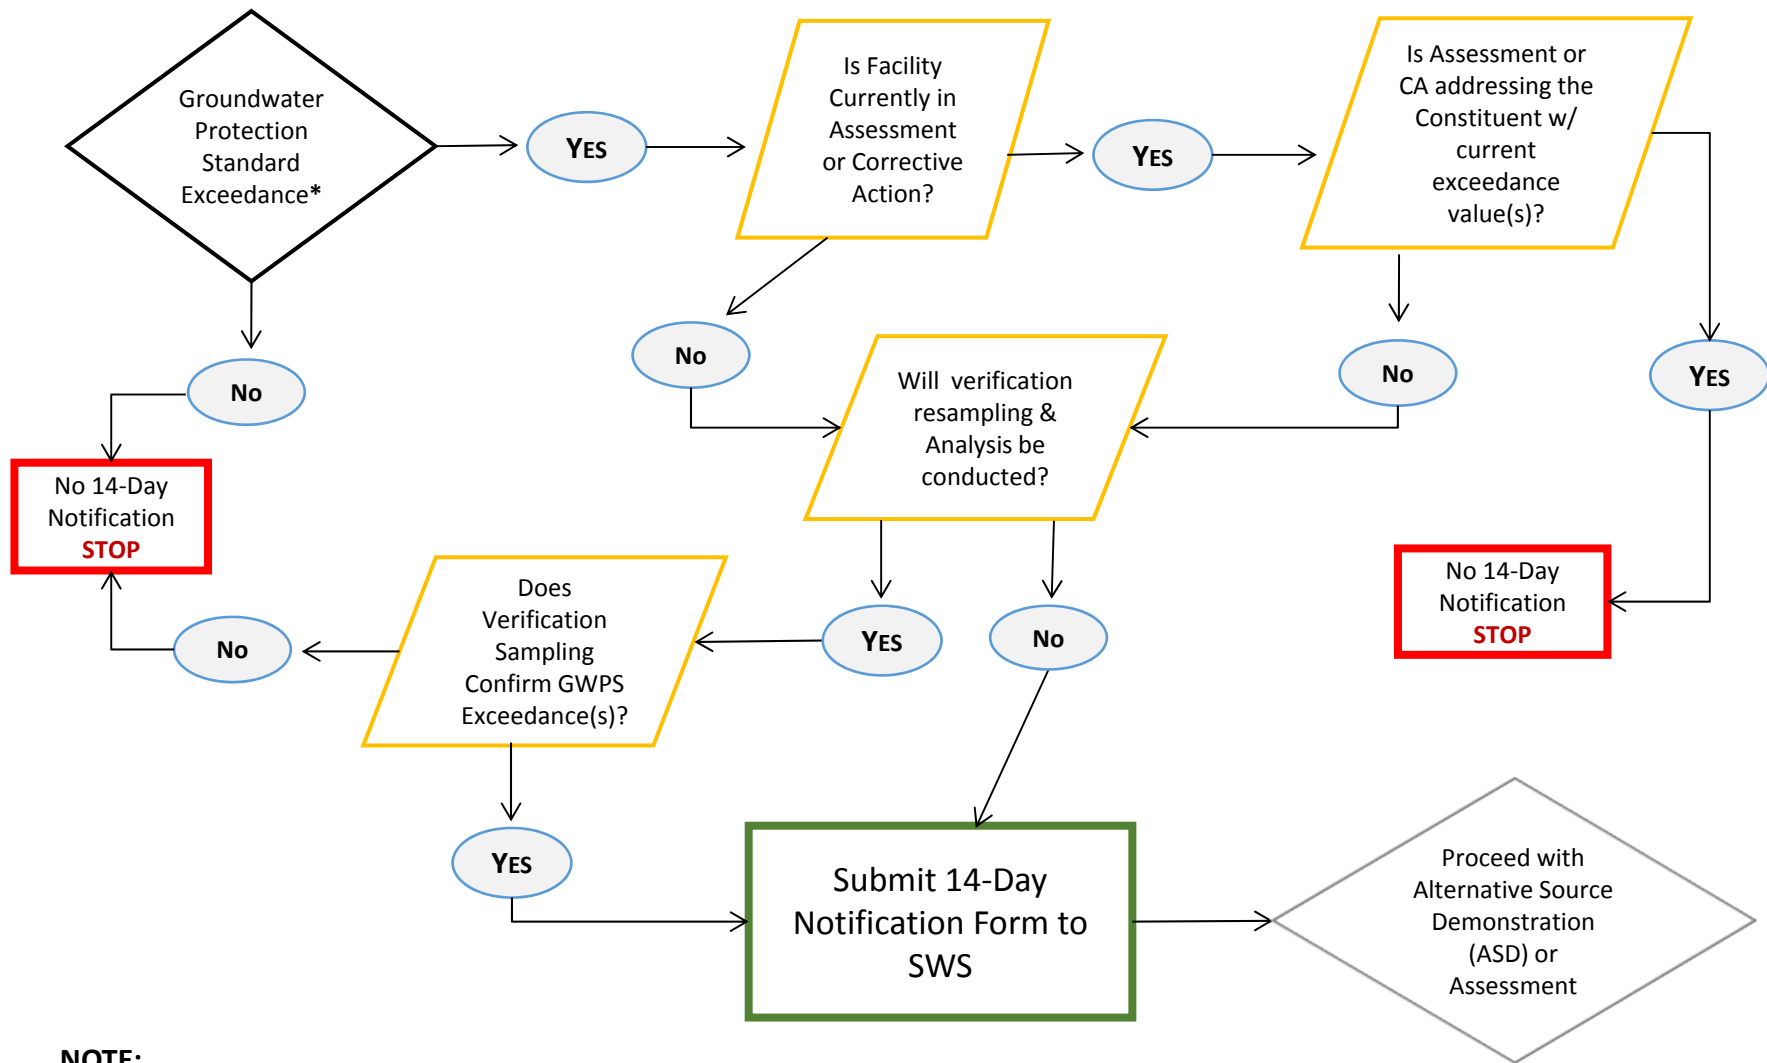 Groundwater
Protection
Standard
Exceedance*
YES
Is Facility
Currently in
Assessment
or Corrective
Action?
YES
Is Assessment or
CA addressing the
Constituent w/
current
exceedance
value(s)?
No
No
No
YES
Will verification
resampling &
Analysis be
conducted?
No 14-Day
Notification
STOP
No 14-Day
Notification
STOP
Does
Verification
Sampling
Confirm GWPS
Exceedance(s)?
No
YES
No
YES
Submit 14-Day
Notification Form to
SWS
Proceed with
Alternative Source
Demonstration
(ASD) or
Assessment
NOTE: